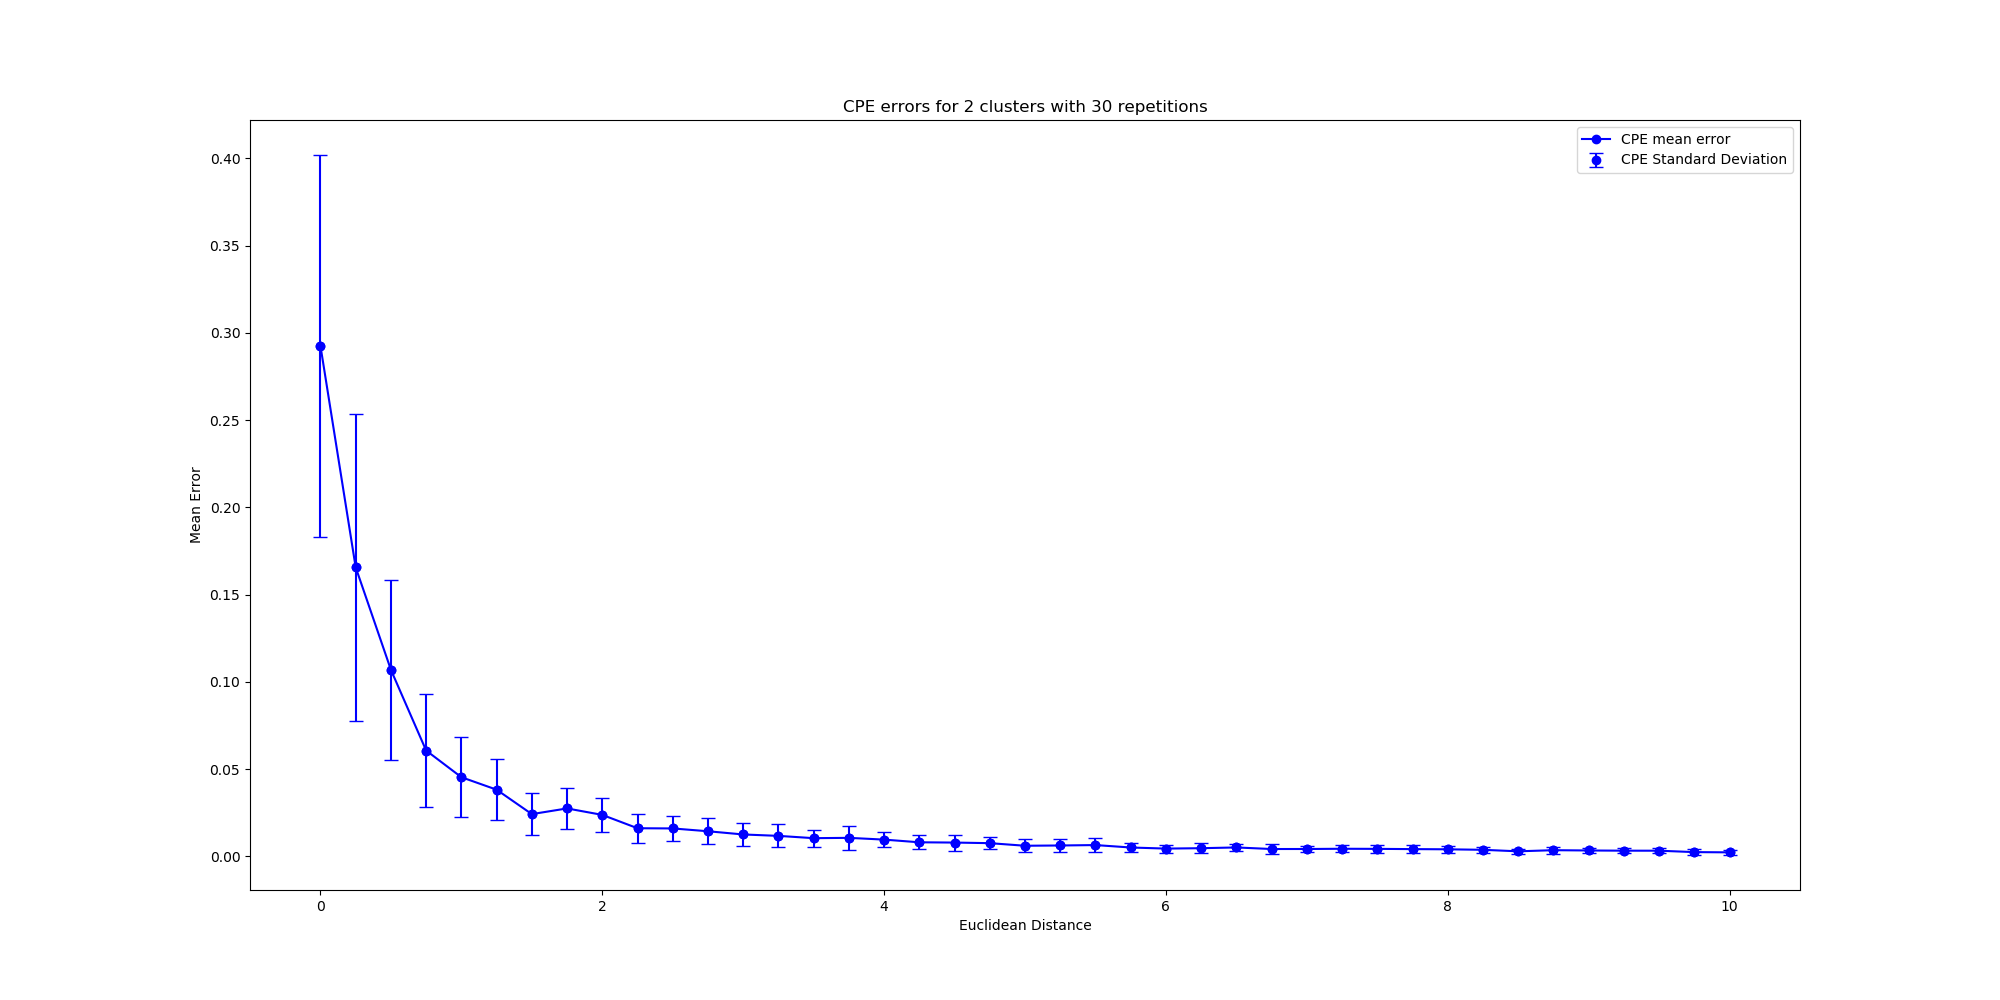 CPE errors for 2 clusters with 30 repetitions
CPE mean error
CPE Standard Deviation
0.40
0.35
0.30
0.25
0.20
0.15
0.10
0.05
0.00
Mean Error
0 2 4 6 8 10
Euclidean Distance